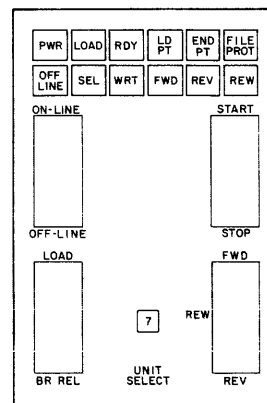 PWR LOAD RDY LD PT END PT FILE PROT
OFF LINE SEL WRT FWD REV REW
ON-LINE START
OFF-LINE STOP
LOAD FWD
7 REW
UNIT SELECT
BR REL REV